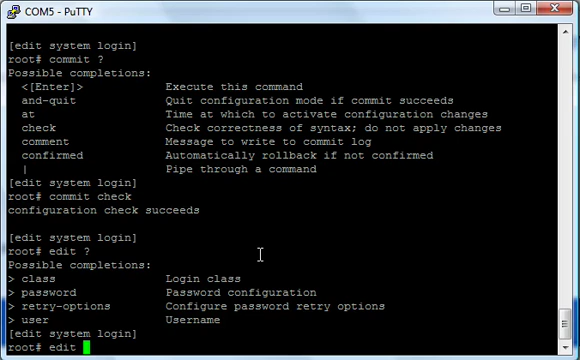 COM5 - PuTTY
[edit system login]
root# commit ?
Possible completions:
<[Enter]> Execute this command
and-quit Quit configuration mode if commit succeeds
at Time at which to activate configuration changes
check Check correctness of syntax; do not apply changes
comment Message to write to commit log
confirmed Automatically rollback if not confirmed
| Pipe through a command
[edit system login]
root# commit check
configuration check succeeds
[edit system login]
root# edit ?
Possible completions:
> class Login class
> password Password configuration
> retry-options Configure password retry options
> user Username
[edit system login]
root# edit